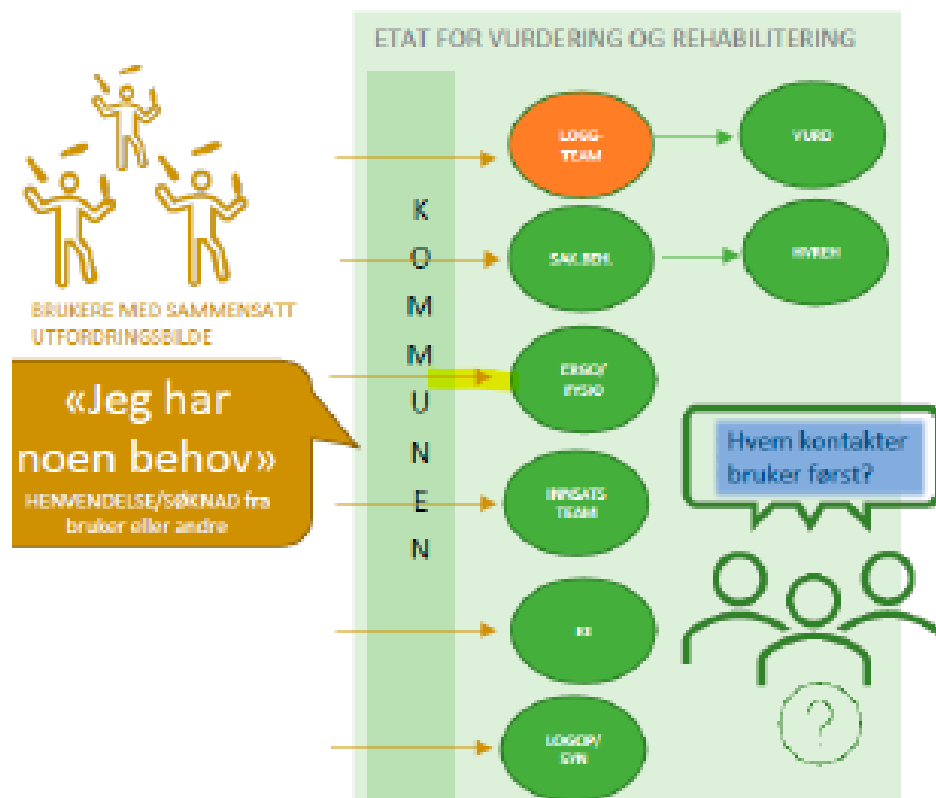 ETAT FOR VURDERING OG REHABILITERING
BRUKERE MED SAMMENSATT
UTFORDRINGSBILDE
«Jeg har
noen behov»
HENVENDELSE/SØKNAD fra
bruker eller andre
KOMMUNEN
LOGG-
TEAM
VURD
SAK.BEH.
HVREH
ERGO/
FYSIO
INNSATS
TEAM
LOGOP/
SYN
Hvem kontakter
bruker først?
?